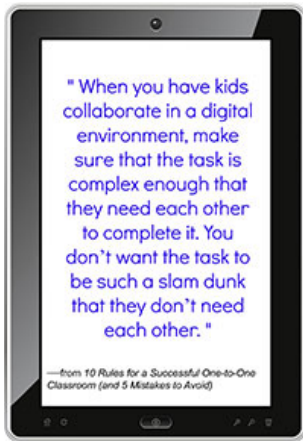 " When you have kids
collaborate in a digital
environment, make
sure that the task is
complex enough that
they need each other
to complete it. You
don't want the task to
be such a slam dunk
that they don't need
each other. "
—from 10 Rules for a Successful One-to-One
Classroom (and 5 Mistakes to Avoid)